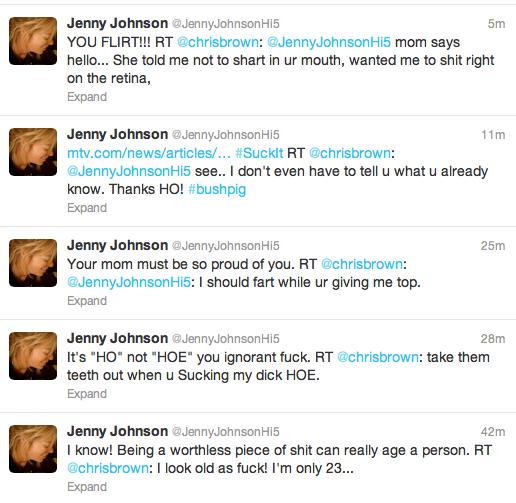 Jenny Johnson @JennyJohnsonHi5 5m
YOU FLIRT!!! RT @chrisbrown: @JennyJohnsonHi5 mom says
hello... She told me not to shart in ur mouth, wanted me to shit right
on the retina,
Expand
Jenny Johnson @JennyJohnsonHi5 11m
mtv.com/news/articles/... #SuckIt RT @chrisbrown:
@JennyJohnsonHi5 see.. I don't even have to tell u what u already
know. Thanks HO! #bushpig
Expand
Jenny Johnson @JennyJohnsonHi5 25m
Your mom must be so proud of you. RT @chrisbrown:
@JennyJohnsonHi5: I should fart while ur giving me top.
Expand
Jenny Johnson @JennyJohnsonHi5 28m
It's "HO" not "HOE" you ignorant fuck. RT @chrisbrown: take them
teeth out when u Sucking my dick HOE.
Expand
Jenny Johnson @JennyJohnsonHi5 42m
I know! Being a worthless piece of shit can really age a person. RT
@chrisbrown: I look old as fuck! I'm only 23...
Expand